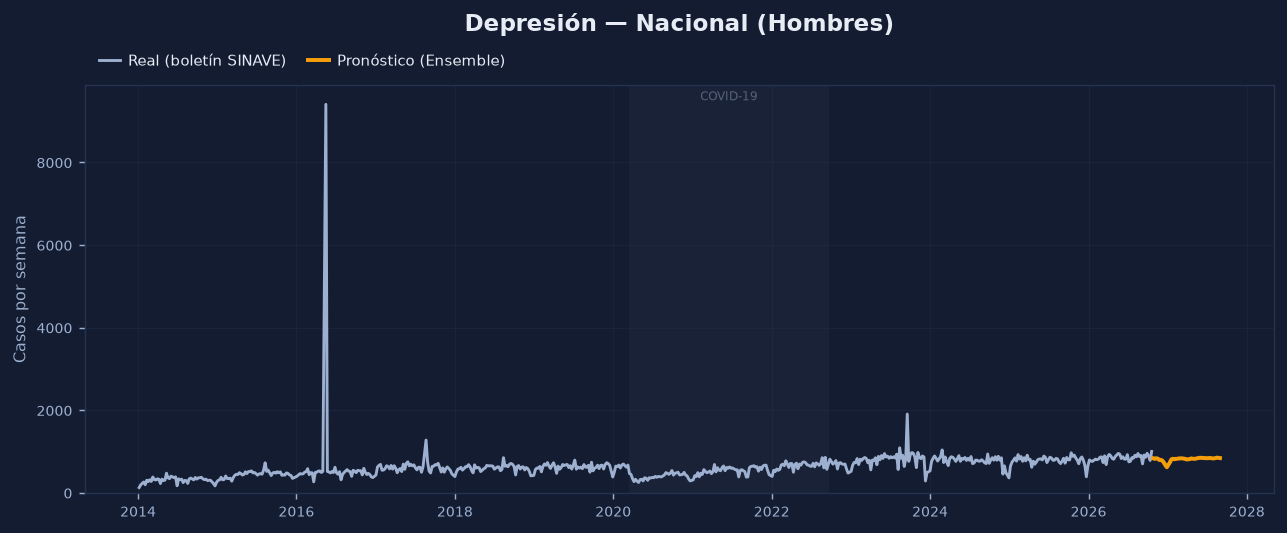 Depresión — Nacional (Hombres)
Real (boletín SINAVE)
Pronóstico (Ensemble)
COVID-19
Casos por semana
8000
6000
4000
2000
0
2014
2016
2018
2020
2022
2024
2026
2028